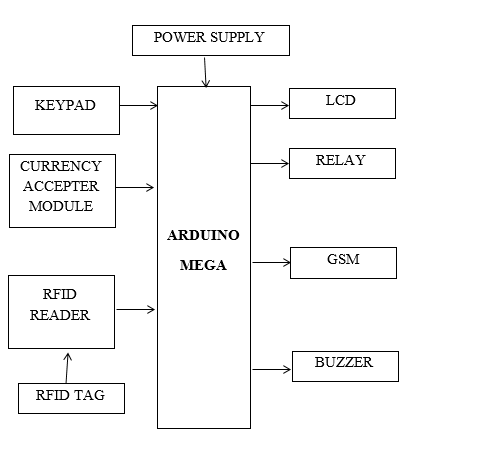 POWER SUPPLY
KEYPAD
LCD
CURRENCY
ACCEPTER
MODULE
RELAY
ARDUINO
MEGA
GSM
RFID
READER
BUZZER
RFID TAG